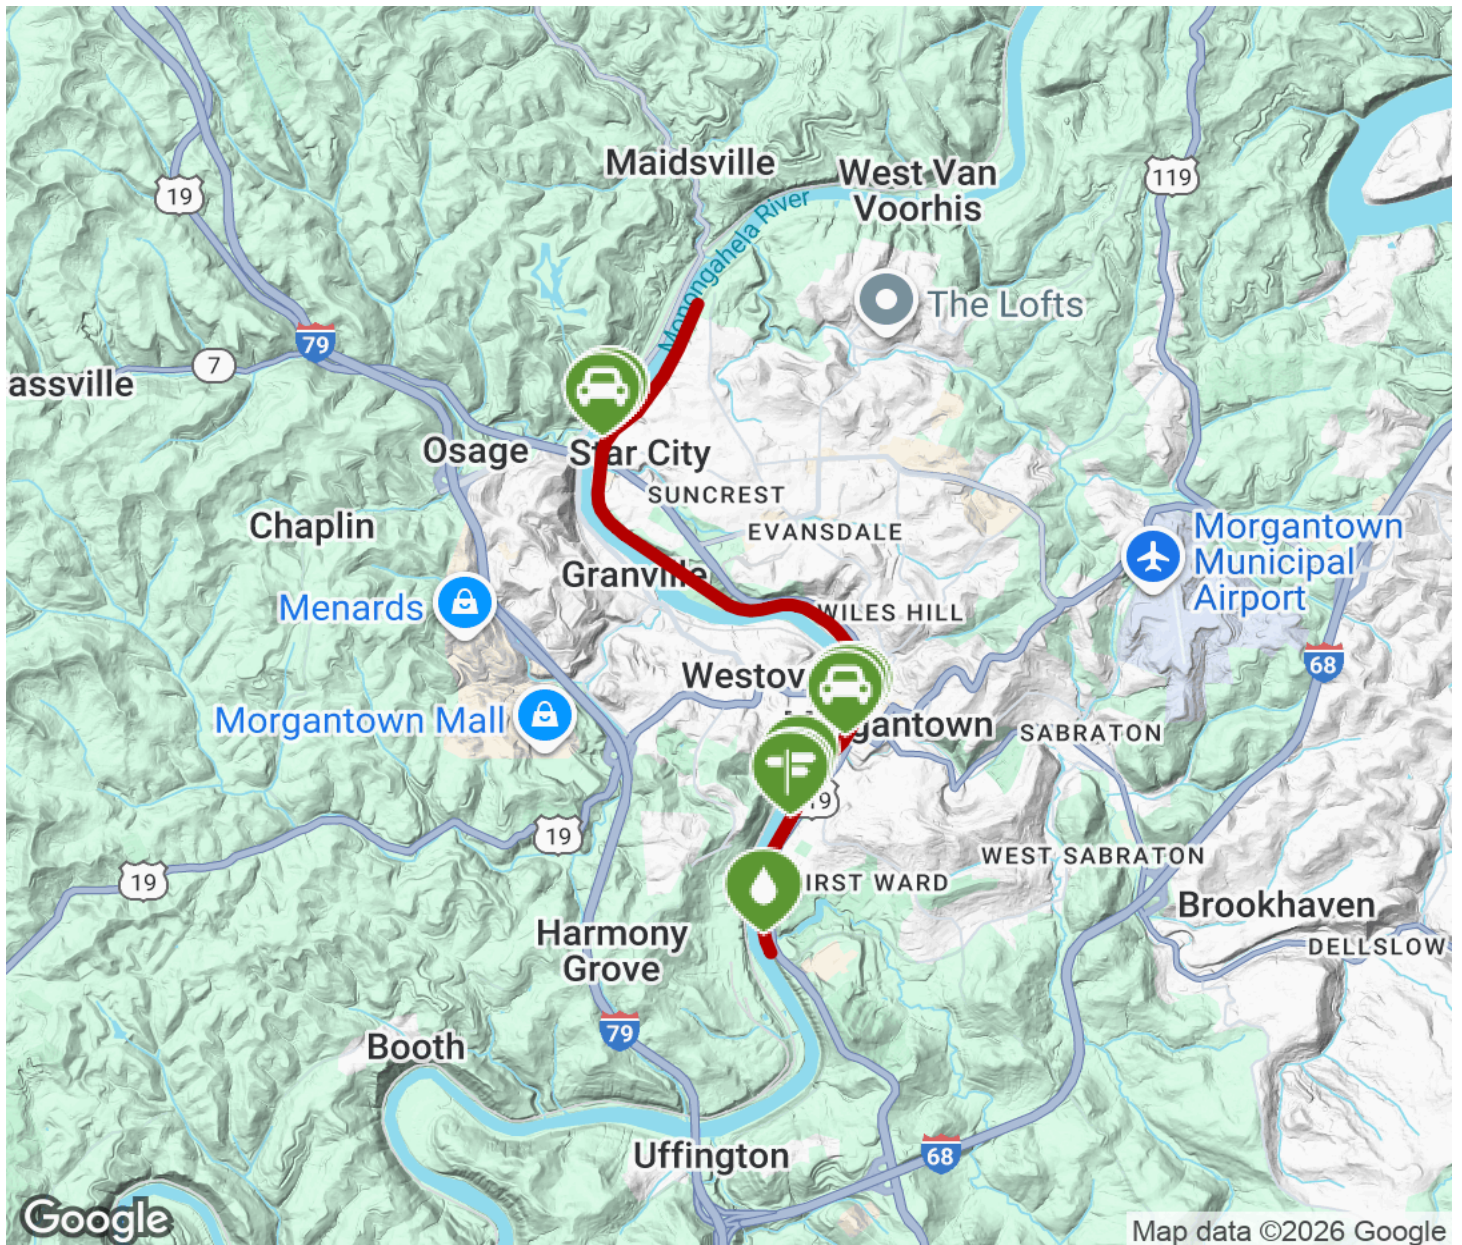 Maidsville
West Van
Voorhis
119
19
Monongahela River
The Lofts
79
7
assville
Osage
Star City
SUNCREST
Chaplin
EVANSDALE
Morgantown
Municipal
Airport
Granville
Menards
WILES HILL
68
Westov
Morgantown Mall
gantown
SABRATON
19
19
19
WEST SABRATON
IRST WARD
Brookhaven
DELLSLOW
Harmony
Grove
79
Booth
Uffington
68
Google
Map data ©2026 Google